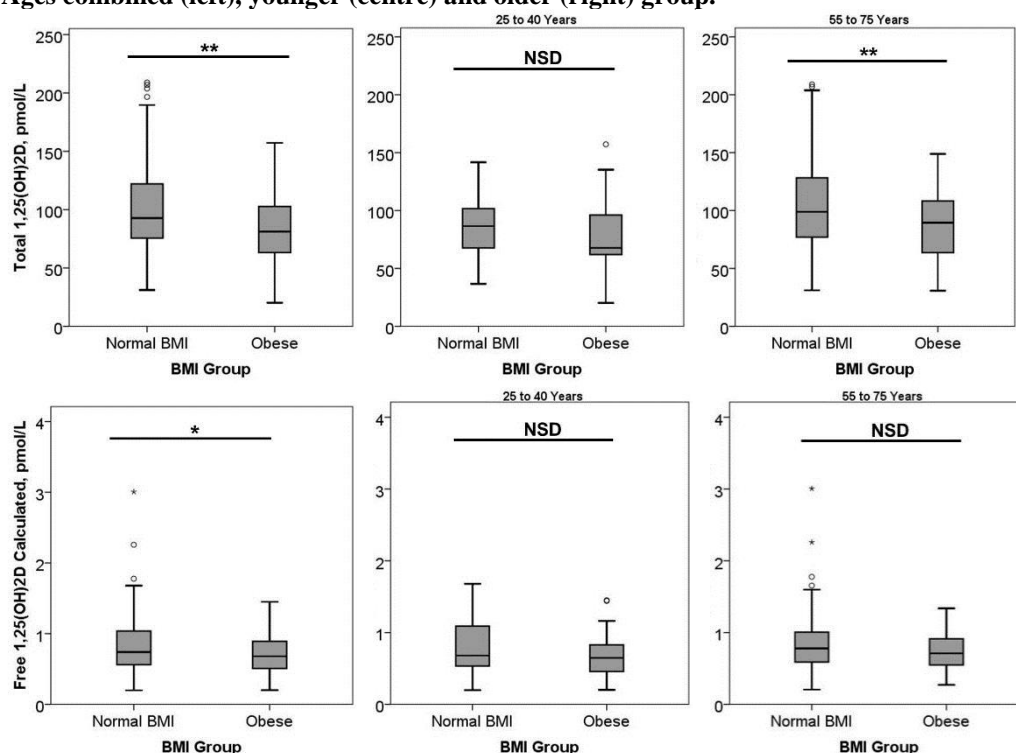 Ages combined (left), younger (centre) and older (right) group.
25 to 40 Years
55 to 75 Years
Total 1,25(OH)2D, pmol/L
250
200
150
100
50
0
**
Normal BMI Obese
BMI Group
250
200
150
100
50
0
NSD
Normal BMI Obese
BMI Group
250
200
150
100
50
0
**
Normal BMI Obese
BMI Group
25 to 40 Years
55 to 75 Years
Free 1,25(OH)2D Calculated, pmol/L
4
3
2
1
0
*
Normal BMI Obese
BMI Group
4
3
2
1
0
NSD
Normal BMI Obese
BMI Group
4
3
2
1
0
NSD
Normal BMI Obese
BMI Group